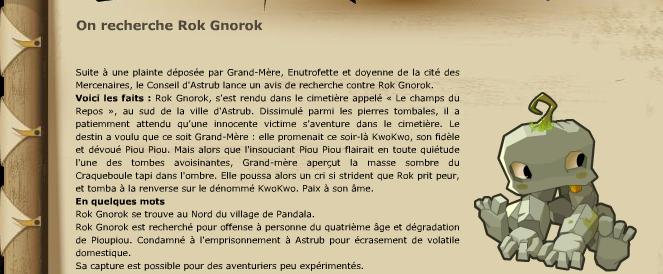 On recherche Rok Gnorok
Suite à une plainte déposée par Grand-Mère, Enutrofette et doyenne de la cité des
Mercenaires, le Conseil d'Astrub lance un avis de recherche contre Rok Gnorok.
Voici les faits : Rok Gnorok, s'est rendu dans le cimetière appelé « Le champs du
Repos », au sud de la ville d'Astrub. Dissimulé parmi les pierres tombales, il a
patiemment attendu qu'une innocente victime s'aventure dans le cimetière. Le
destin a voulu que ce soit Grand-Mère : elle promenait ce soir-là KwoKwo, son fidèle
et dévoué Piou Piou. Mais alors que l'insouciant Piou Piou flairait en toute quiétude
l'une des tombes avoisinantes, Grand-mère aperçut la masse sombre du
Craqueboule tapi dans l'ombre. Elle poussa alors un cri si strident que Rok prit peur,
et tomba à la renverse sur le dénommé KwoKwo. Paix à son âme.
En quelques mots
Rok Gnorok se trouve au Nord du village de Pandala.
Rok Gnorok est recherché pour offense à personne du quatrième âge et dégradation
de Pioupiou. Condamné à l'emprisonnement à Astrub pour écrasement de volatile
domestique.
Sa capture est possible pour des aventuriers peu expérimentés.